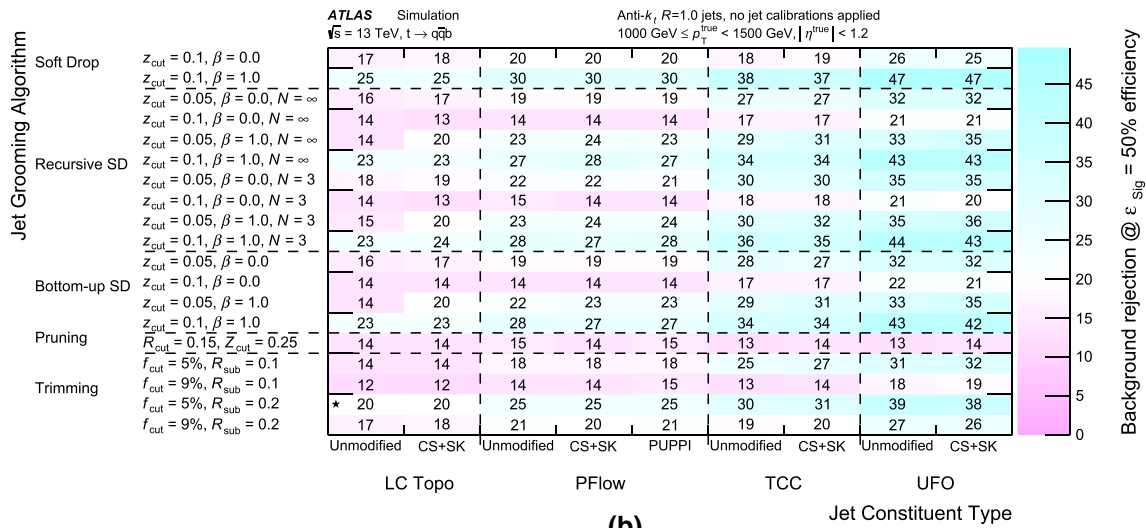 ATLAS Simulation
√s = 13 TeV, t → qq̅b
Anti-kt R=1.0 jets, no jet calibrations applied
1000 GeV ≤ pTtrue < 1500 GeV, |ηtrue| < 1.2
Jet Grooming Algorithm
Soft Drop
zcut = 0.1, β = 0.0 17 18 20 20 20 18 19 26 25
zcut = 0.1, β = 1.0 25 25 30 30 30 38 37 47 47
Recursive SD
zcut = 0.05, β = 0.0, N = ∞ 16 17 19 19 19 27 27 32 32
zcut = 0.1, β = 0.0, N = ∞ 14 13 14 14 14 17 17 21 21
zcut = 0.05, β = 1.0, N = ∞ 14 20 23 24 23 29 31 33 35
zcut = 0.1, β = 1.0, N = ∞ 23 23 27 28 27 34 34 43 43
zcut = 0.05, β = 0.0, N = 3 18 19 22 22 21 30 30 35 35
zcut = 0.1, β = 0.0, N = 3 14 13 15 14 14 18 18 21 20
zcut = 0.05, β = 1.0, N = 3 15 20 23 24 24 30 32 35 36
zcut = 0.1, β = 1.0, N = 3 23 24 28 27 28 36 35 44 43
Bottom-up SD
zcut = 0.05, β = 0.0 16 17 19 19 19 28 27 32 32
zcut = 0.1, β = 0.0 14 14 14 14 14 17 17 22 21
zcut = 0.05, β = 1.0 14 20 22 23 23 29 31 33 35
zcut = 0.1, β = 1.0 23 23 28 27 27 34 34 43 42
Pruning
Rcut = 0.15, Zcut = 0.25 14 14 15 14 15 13 14 13 14
Trimming
fcut = 5%, Rsub = 0.1 14 14 18 18 18 25 27 31 32
fcut = 9%, Rsub = 0.1 12 12 14 14 15 13 14 18 19
fcut = 5%, Rsub = 0.2 ★ 20 20 25 25 25 30 31 39 38
fcut = 9%, Rsub = 0.2 17 18 21 20 21 19 20 27 26
Unmodified CS+SK Unmodified CS+SK PUPPI Unmodified CS+SK Unmodified CS+SK
LC Topo PFlow TCC UFO
Jet Constituent Type
45
40
35
30
25
20
15
10
5
0
Background rejection @ ε Sig = 50% efficiency
(b)